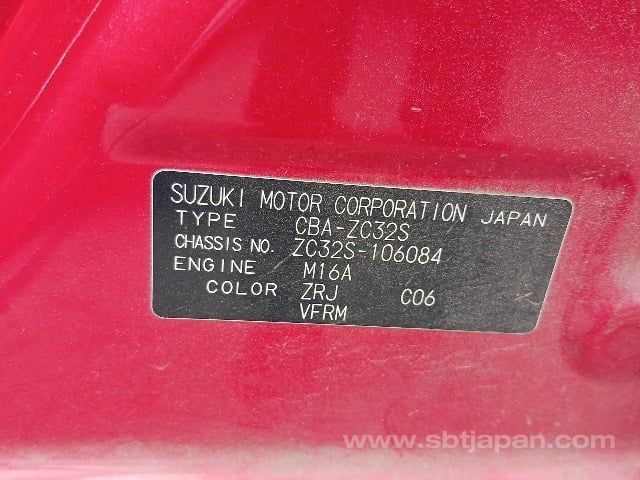 SUZUKI MOTOR CORPORATION JAPAN
TYPE CBA-ZC32S
CHASSIS NO. ZC32S-106084
ENGINE M16A
COLOR ZRJ C06
VFRM
www.sbtjapan.com